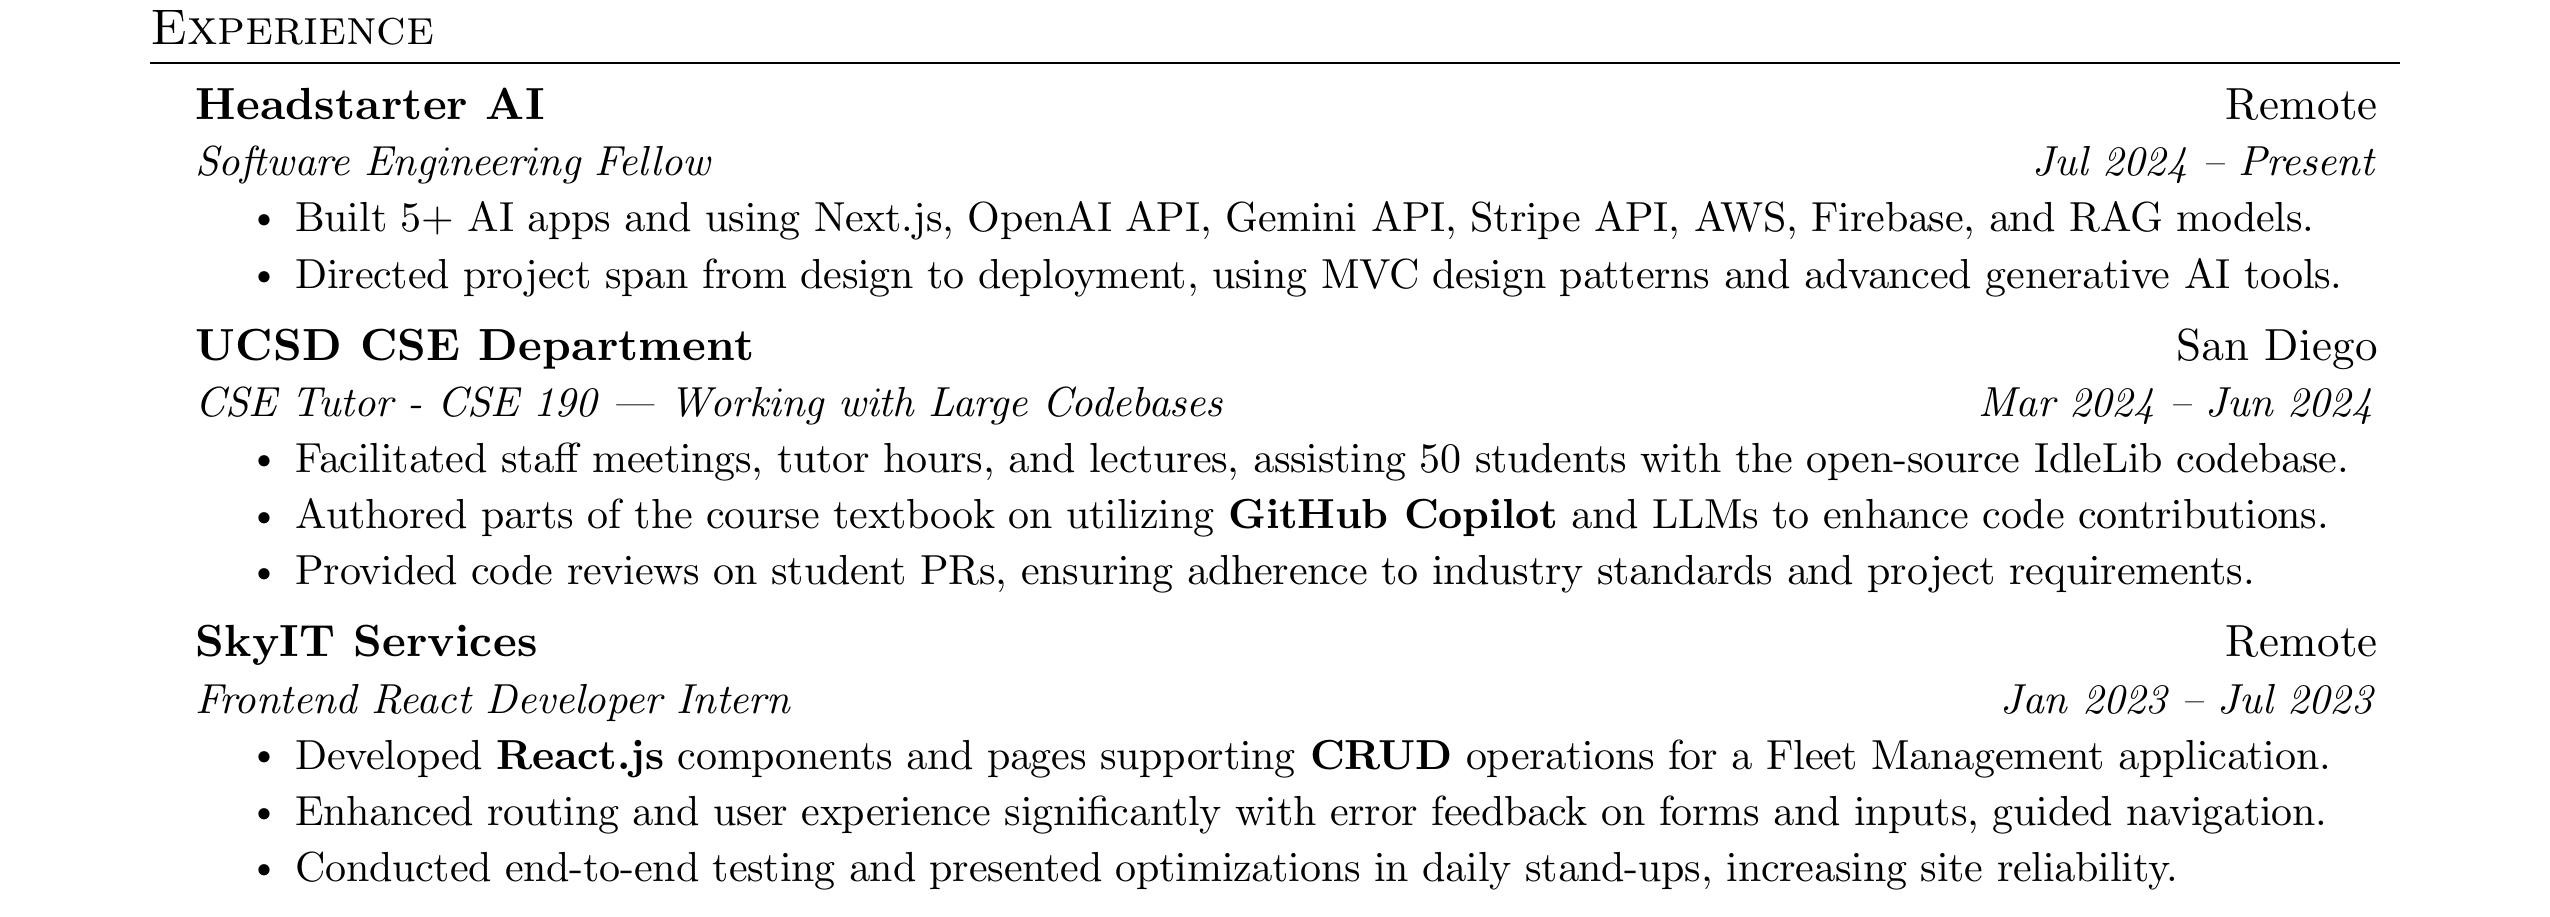 Experience
Headstarter AI Remote
Software Engineering Fellow Jul 2024 – Present
• Built 5+ AI apps and using Next.js, OpenAI API, Gemini API, Stripe API, AWS, Firebase, and RAG models.
• Directed project span from design to deployment, using MVC design patterns and advanced generative AI tools.
UCSD CSE Department San Diego
CSE Tutor - CSE 190 — Working with Large Codebases Mar 2024 – Jun 2024
• Facilitated staff meetings, tutor hours, and lectures, assisting 50 students with the open-source IdleLib codebase.
• Authored parts of the course textbook on utilizing GitHub Copilot and LLMs to enhance code contributions.
• Provided code reviews on student PRs, ensuring adherence to industry standards and project requirements.
SkyIT Services Remote
Frontend React Developer Intern Jan 2023 – Jul 2023
• Developed React.js components and pages supporting CRUD operations for a Fleet Management application.
• Enhanced routing and user experience significantly with error feedback on forms and inputs, guided navigation.
• Conducted end-to-end testing and presented optimizations in daily stand-ups, increasing site reliability.